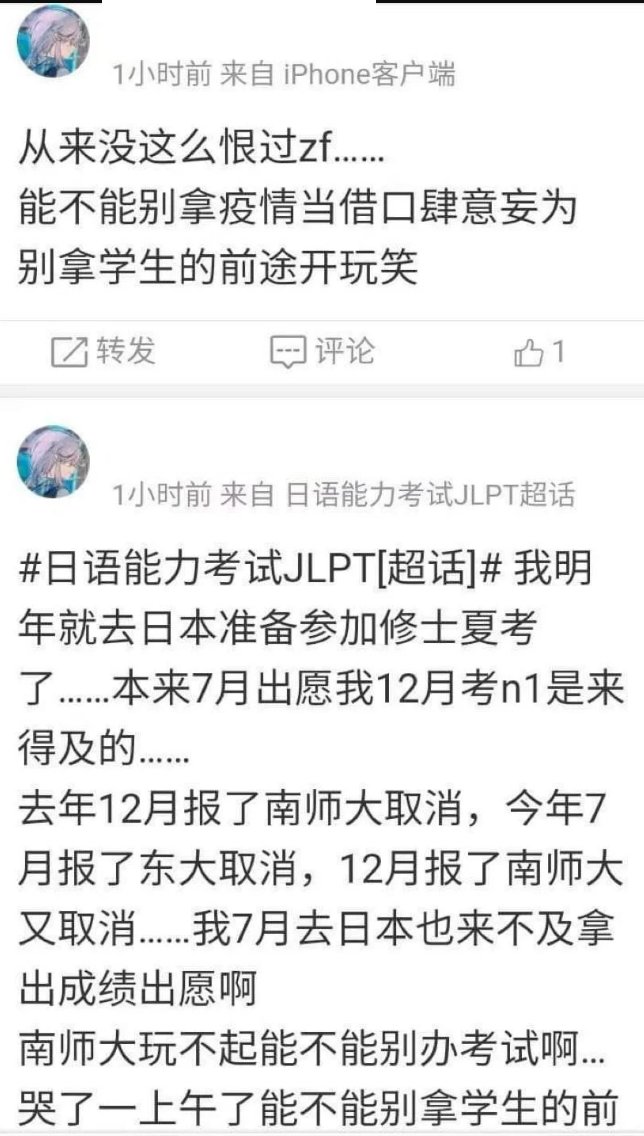 1小时前 来自 iPhone客户端
从来没这么恨过zf……
能不能别拿疫情当借口肆意妄为
别拿学生的前途开玩笑
转发 评论 1
1小时前 来自 日语能力考试JLPT超话
#日语能力考试JLPT[超话]# 我明
年就去日本准备参加修士夏考
了……本来7月出愿我12月考n1是来
得及的……
去年12月报了南师大取消，今年7
月报了东大取消，12月报了南师大
又取消……我7月去日本也来不及拿
出成绩出愿啊
南师大玩不起能不能别办考试啊...
哭了一上午了能不能别拿学生的前